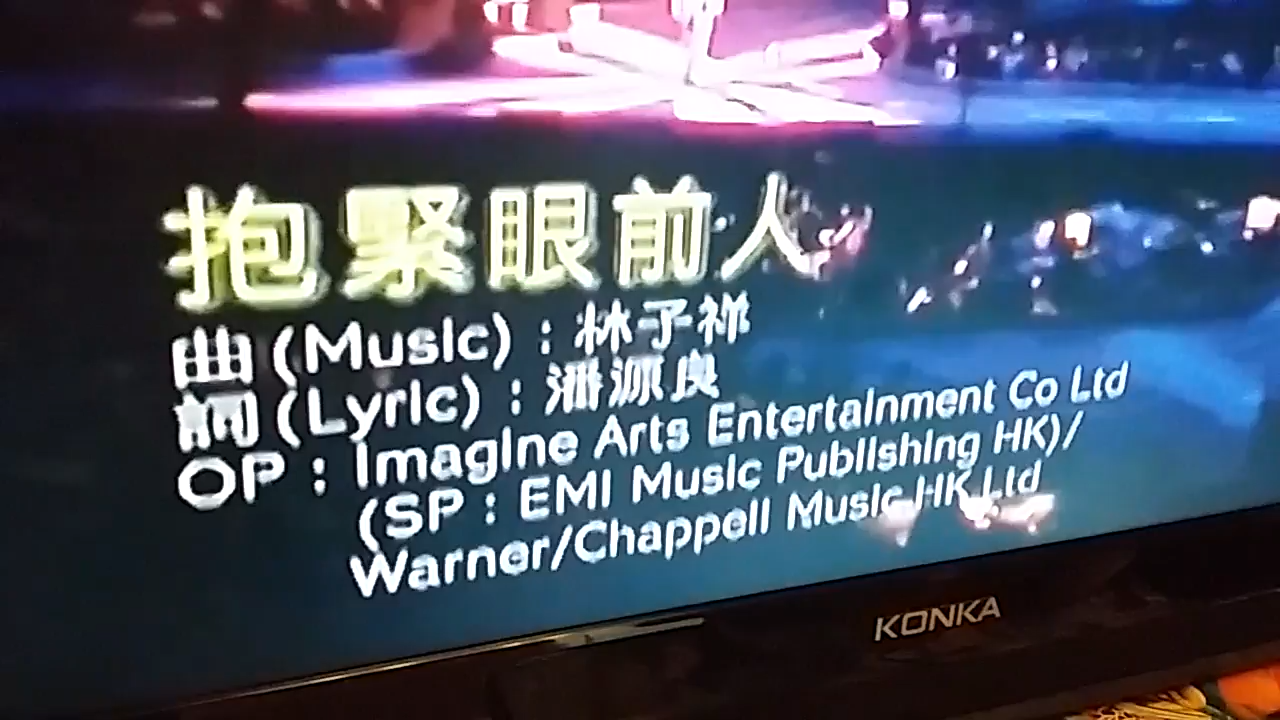 抱緊眼前人
曲(Music)：林子祥
詞(Lyric)：潘源良
OP：Imagine Arts Entertainment Co Ltd
(SP：EMI Music Publishing HK)/
Warner/Chappell Music HK Ltd
KONKA